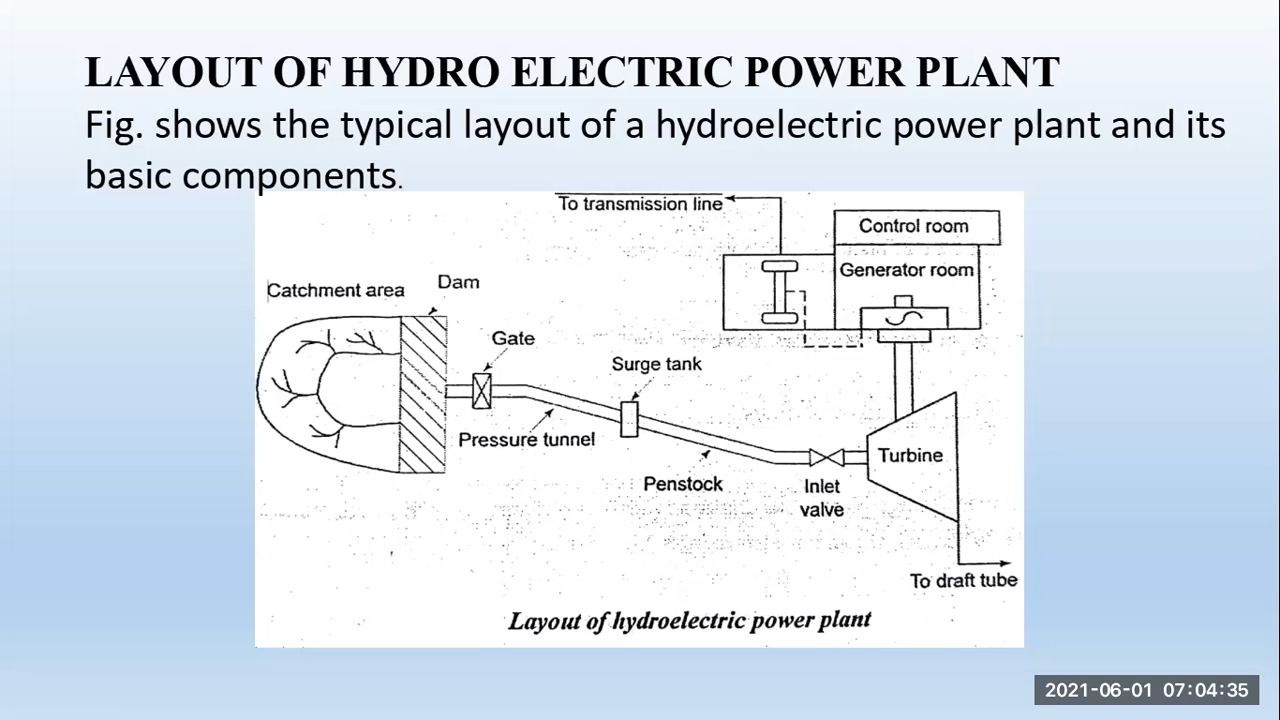 LAYOUT OF HYDRO ELECTRIC POWER PLANT
Fig. shows the typical layout of a hydroelectric power plant and its
basic components.
To transmission line
Control room
Generator room
Catchment area
Dam
Gate
Surge tank
Pressure tunnel
Penstock
Inlet
valve
Turbine
To draft tube
Layout of hydroelectric power plant
2021-06-01 07:04:35